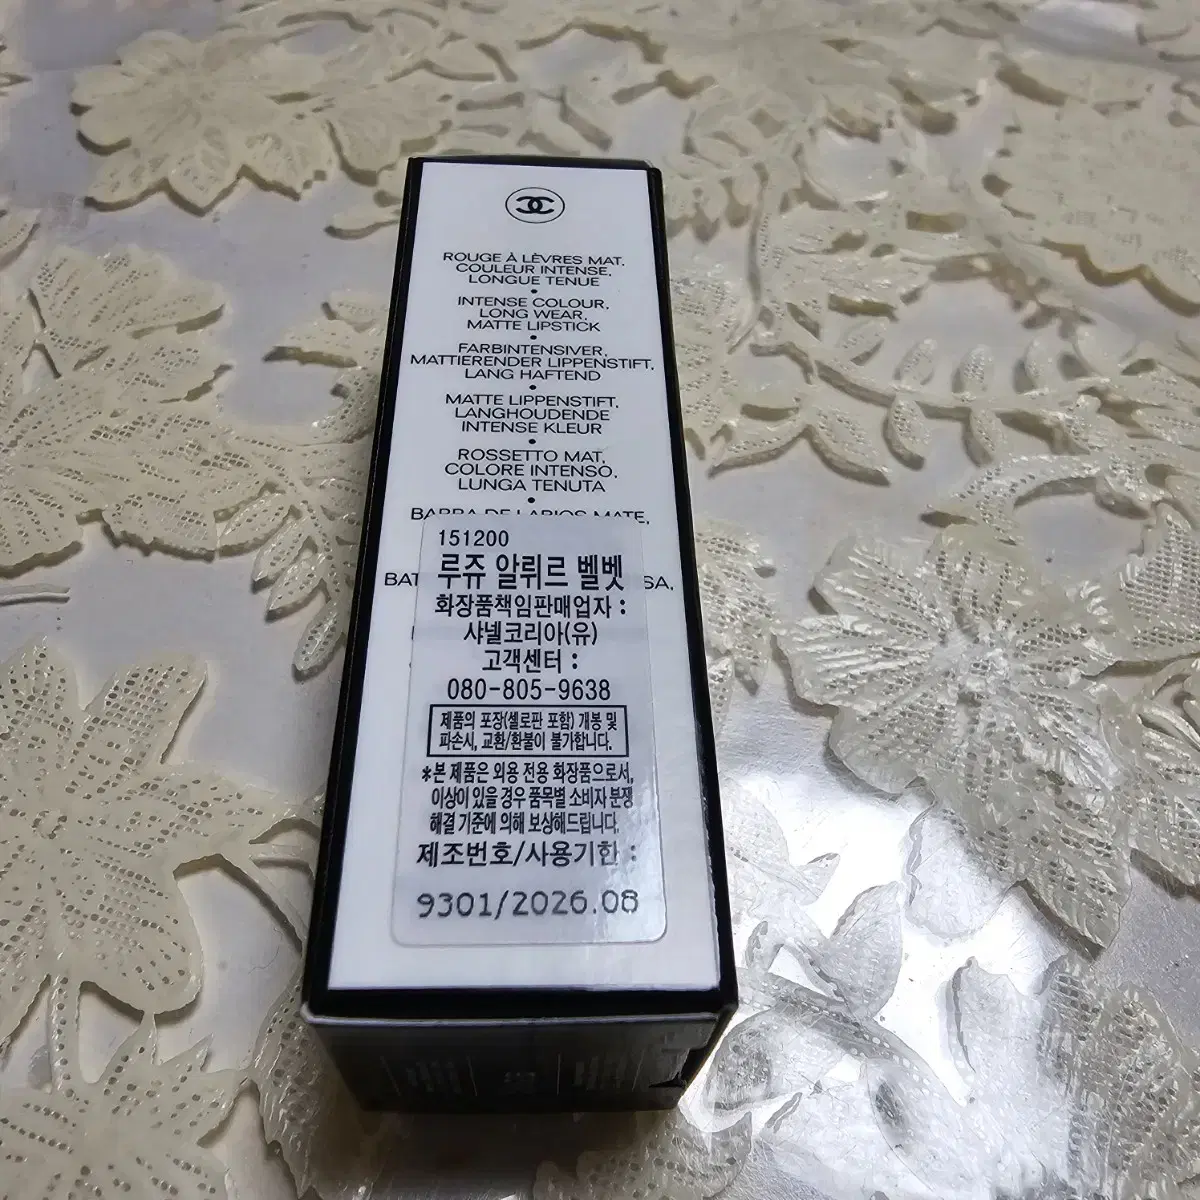 ROUGE À LÈVRES MAT,
COULEUR INTENSE,
LONGUE TENUE
•
INTENSE COLOUR,
LONG WEAR,
MATTE LIPSTICK
•
FARBINTENSIVER,
MATTIERENDER LIPPENSTIFT,
LANG HAFTEND
•
MATTE LIPPENSTIFT,
LANGHOUDENDE
INTENSE KLEUR
•
ROSSETTO MAT,
COLORE INTENSO,
LUNGA TENUTA
•
BARRA DE LABIOS MATE,
151200
루쥬 알뤼르 벨벳
화장품책임판매업자 :
샤넬코리아(유)
고객센터 :
080-805-9638
제품의 포장(셀로판 포함) 개봉 및
파손시, 교환/환불이 불가합니다.
*본 제품은 외용 전용 화장품으로서,
이상이 있을 경우 품목별 소비자 분쟁
해결 기준에 의해 보상해드립니다.
제조번호/사용기한 :
9301/2026.08